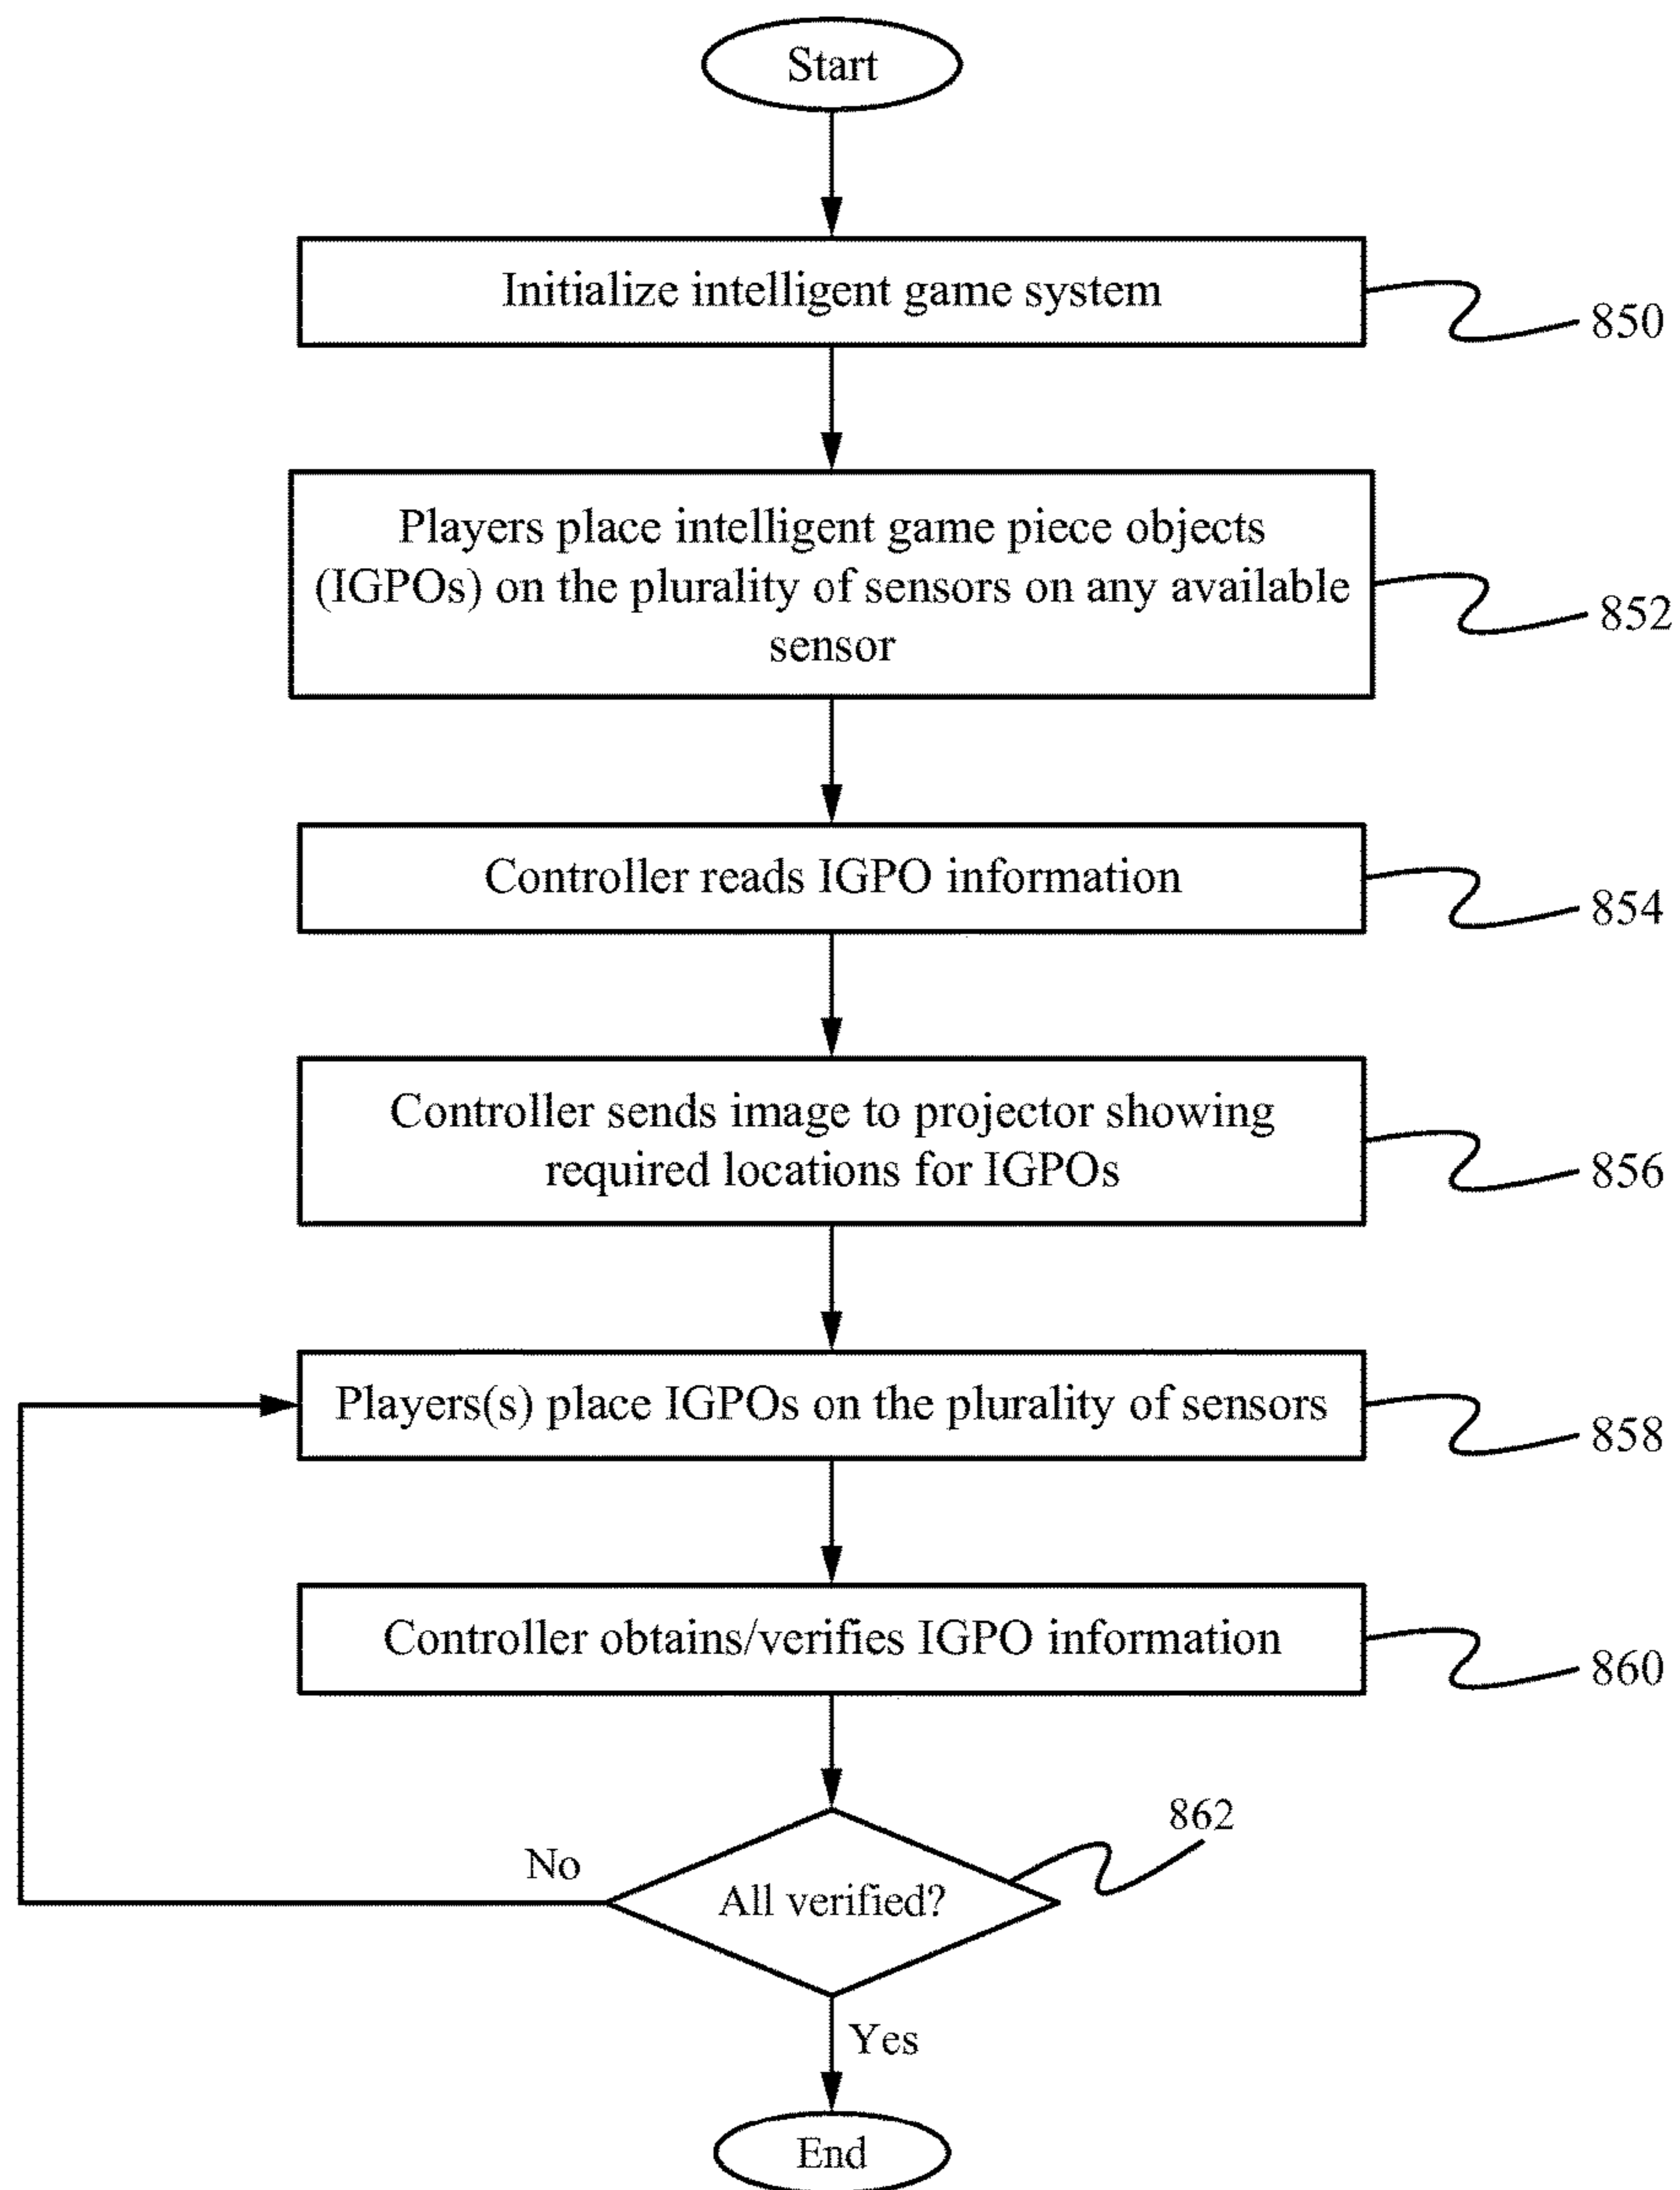 Start
Initialize intelligent game system
850
Players place intelligent game piece objects
(IGPOs) on the plurality of sensors on any available
sensor
852
Controller reads IGPO information
854
Controller sends image to projector showing
required locations for IGPOs
856
Players(s) place IGPOs on the plurality of sensors
858
Controller obtains/verifies IGPO information
860
862
No
All verified?
Yes
End